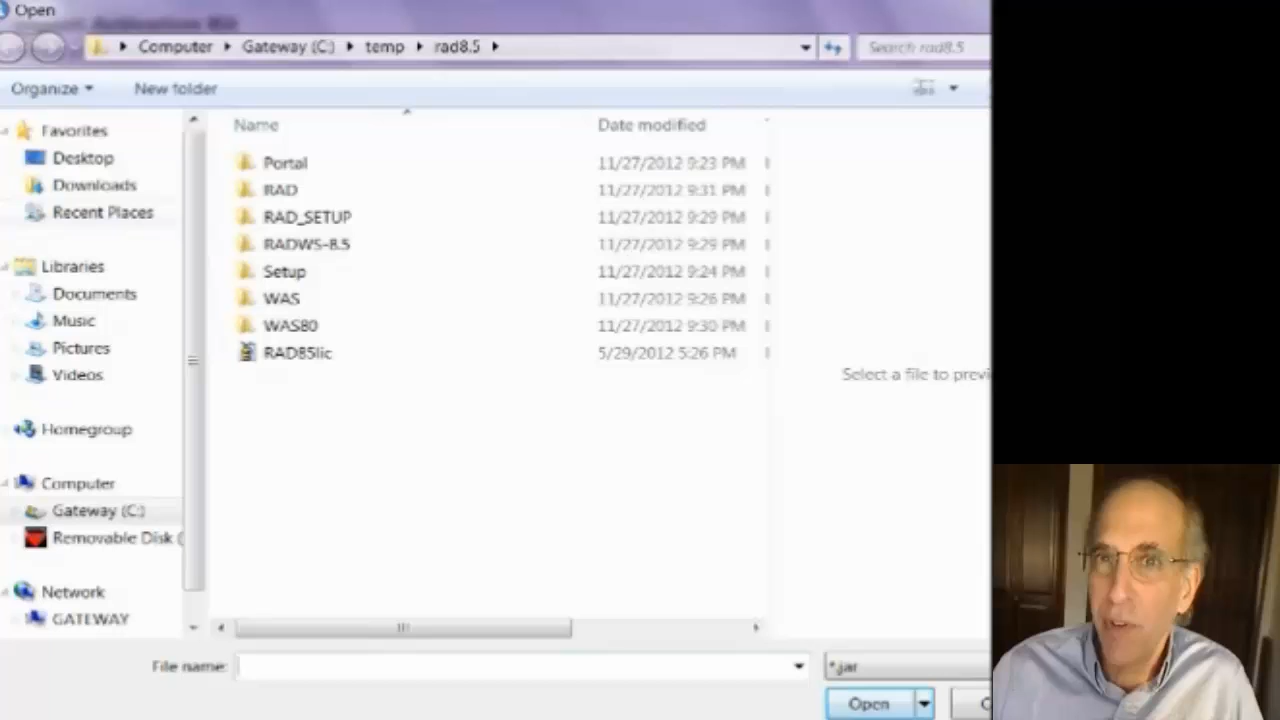 Open
Computer Gateway (C:) temp rad8.5
Search rad8.5
Organize
New folder
Name
Date modified
Favorites
Desktop
Downloads
Recent Places
Libraries
Documents
Music
Pictures
Videos
Homegroup
Computer
Gateway (C:)
Removable Disk (
Network
GATEWAY
Portal 11/27/2012 9:23 PM
RAD 11/27/2012 9:31 PM
RAD_SETUP 11/27/2012 9:29 PM
RADWS-8.5 11/27/2012 9:29 PM
Setup 11/27/2012 9:24 PM
WAS 11/27/2012 9:26 PM
WAS80 11/27/2012 9:30 PM
RAD85lic 5/29/2012 5:26 PM
Select a file to previ
File name:
*.jar
Open
C